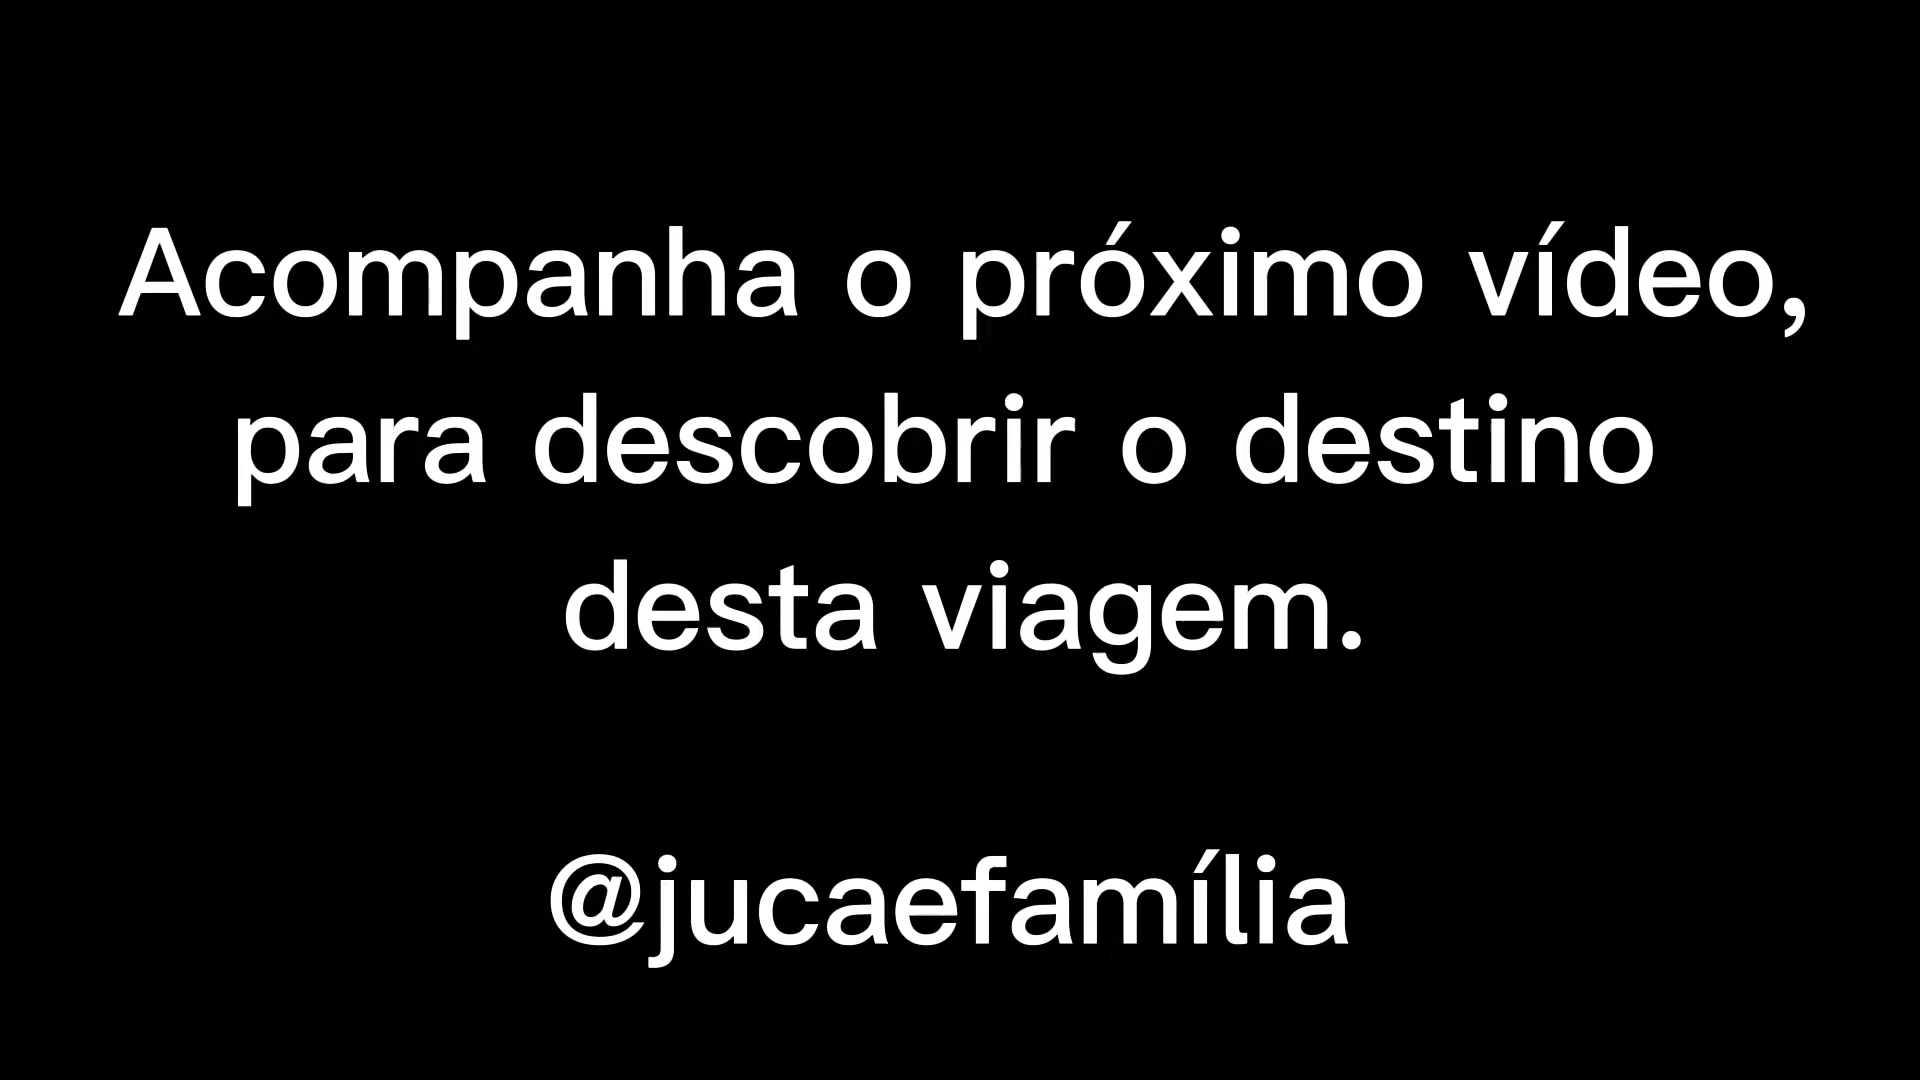 Acompanha o próximo vídeo,
para descobrir o destino
desta viagem.
@jucaefamília